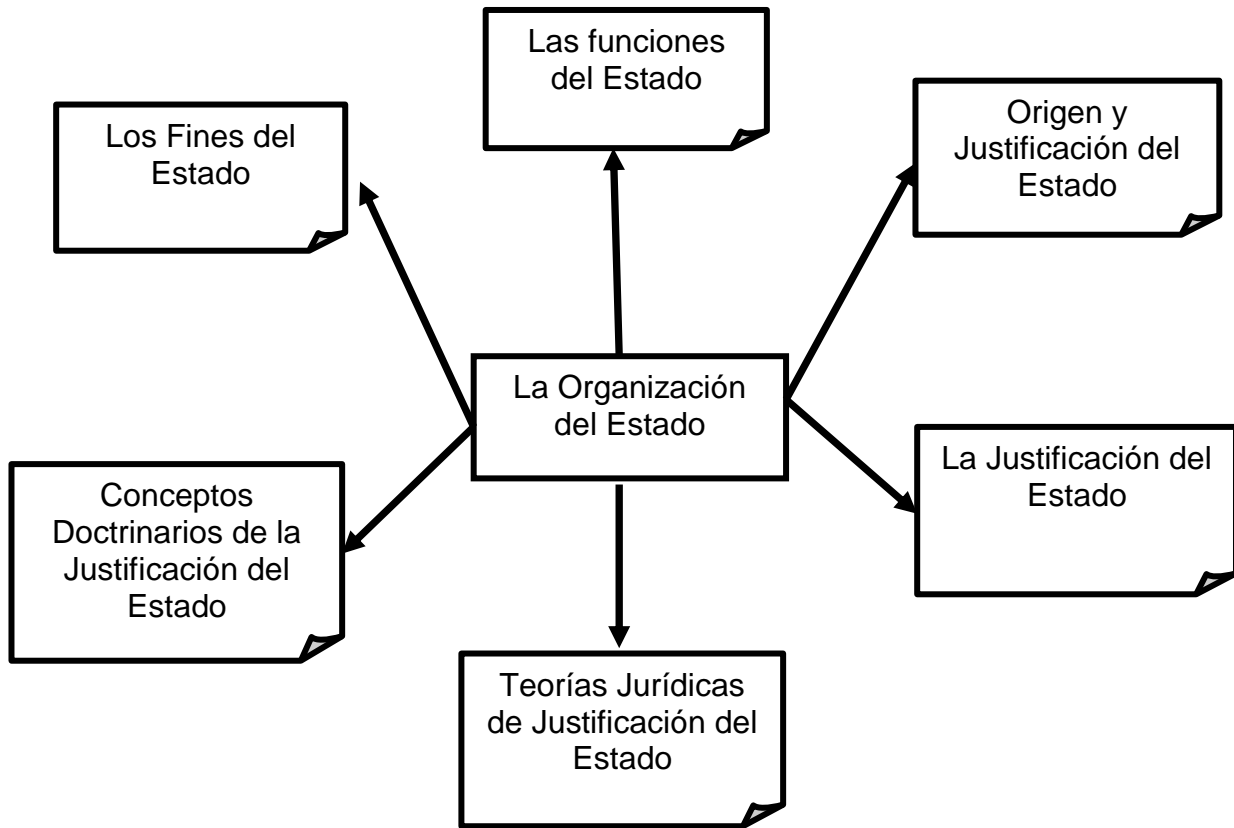 Las funciones
del Estado
Los Fines del
Estado
Origen y
Justificación del
Estado
La Organización
del Estado
Conceptos
Doctrinarios de la
Justificación del
Estado
La Justificación del
Estado
Teorías Jurídicas
de Justificación del
Estado